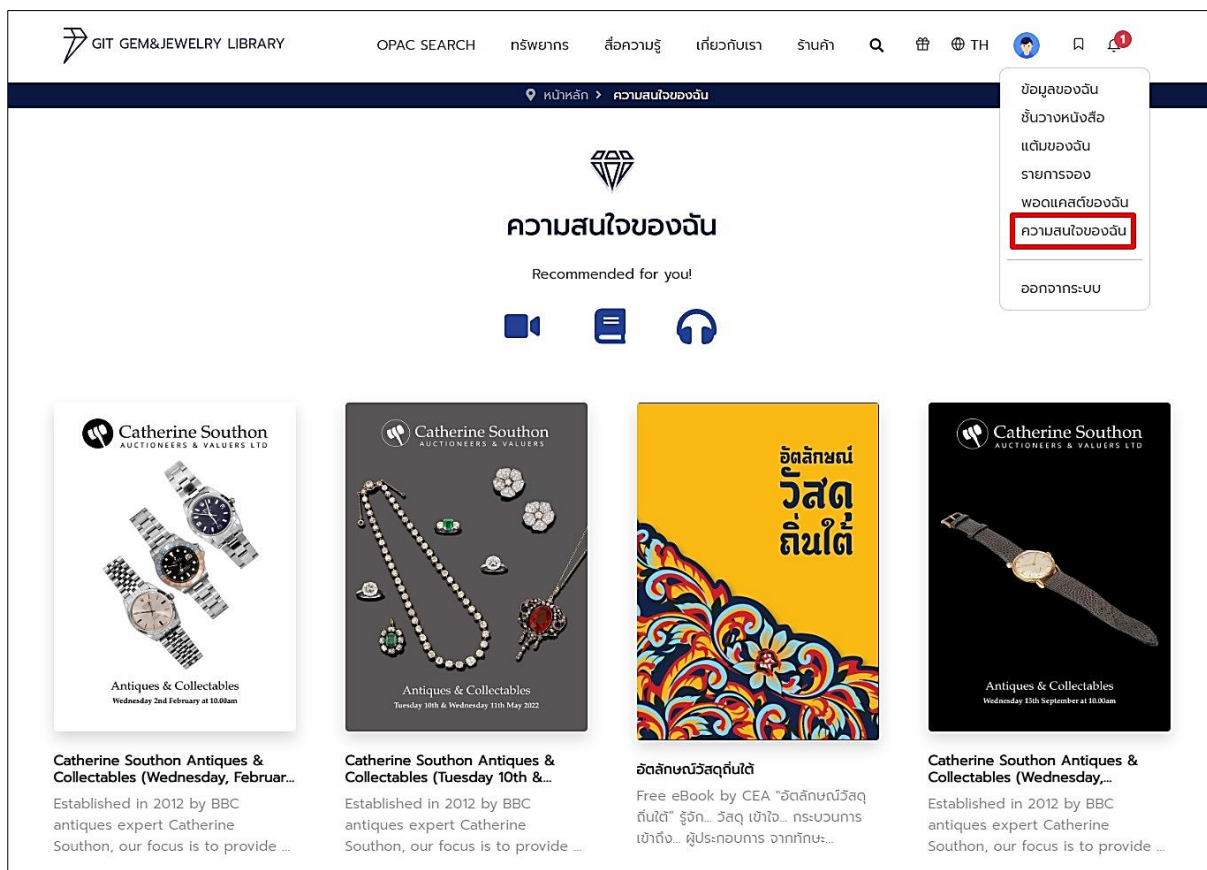 GIT GEM&JEWELRY LIBRARY
OPAC SEARCH
ทรัพยากร
สื่อความรู้
เกี่ยวกับเรา
ร้านค้า
TH
1
ข้อมูลของฉัน
ชั้นวางหนังสือ
แต้มของฉัน
รายการจอง
พอดแคสต์ของฉัน
ความสนใจของฉัน
ออกจากระบบ
หน้าหลัก > ความสนใจของฉัน
ความสนใจของฉัน
Recommended for you!
Catherine Southon
AUCTIONEERS & VALUERS LTD
Antiques & Collectables
Wednesday 2nd February at 10.00am
Catherine Southon Antiques &
Collectables (Wednesday, Februar...
Established in 2012 by BBC
antiques expert Catherine
Southon, our focus is to provide ...
Catherine Southon
AUCTIONEERS & VALUERS
Antiques & Collectables
Tuesday 10th & Wednesday 11th May 2022
Catherine Southon Antiques &
Collectables (Tuesday 10th &...
Established in 2012 by BBC
antiques expert Catherine
Southon, our focus is to provide ...
อัตลักษณ์
วัสดุ
ถิ่นใต้
อัตลักษณ์วัสดุถิ่นใต้
Free eBook by CEA "อัตลักษณ์วัสดุ
ถิ่นใต้" รู้จัก... วัสดุ เข้าใจ... กระบวนการ
เข้าถึง... ผู้ประกอบการ จากทักษะ...
Catherine Southon
AUCTIONEERS & VALUERS LTD
Antiques & Collectables
Wednesday 15th September at 10.00am
Catherine Southon Antiques &
Collectables (Wednesday,...
Established in 2012 by BBC
antiques expert Catherine
Southon, our focus is to provide ...